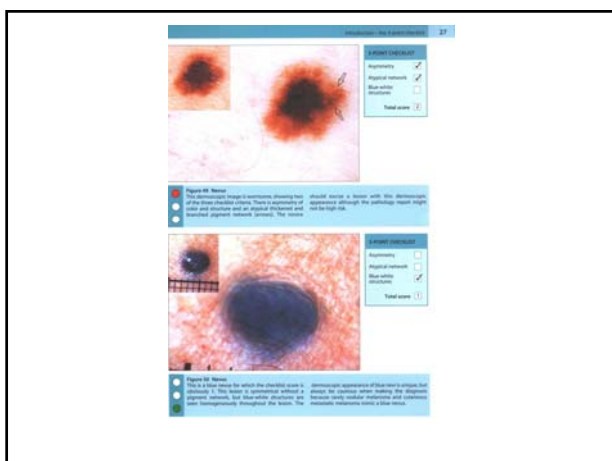 Introduction – the 3-point checklist 27
3-POINT CHECKLIST
Asymmetry
Atypical network
Blue-white
structures
Total score 2
Figure 49 Nevus
This dermoscopic image is worrisome, showing two
of the three checklist criteria. There is asymmetry of
color and structure and an atypical thickened and
branched pigment network (arrows). The novice
should excise a lesion with this dermoscopic
appearance although the pathology report might
not be high-risk.
3-POINT CHECKLIST
Asymmetry
Atypical network
Blue-white
structures
Total score 1
Figure 50 Nevus
This is a blue nevus for which the checklist score is
obviously 1. This lesion is symmetrical without a
pigment network, but blue-white structures are
seen homogenously throughout the lesion. The
dermoscopic appearance of blue nevi is unique, but
always be cautious when making the diagnosis
because rarely nodular melanoma and cutaneous
metastatic melanoma mimic a blue nevus.